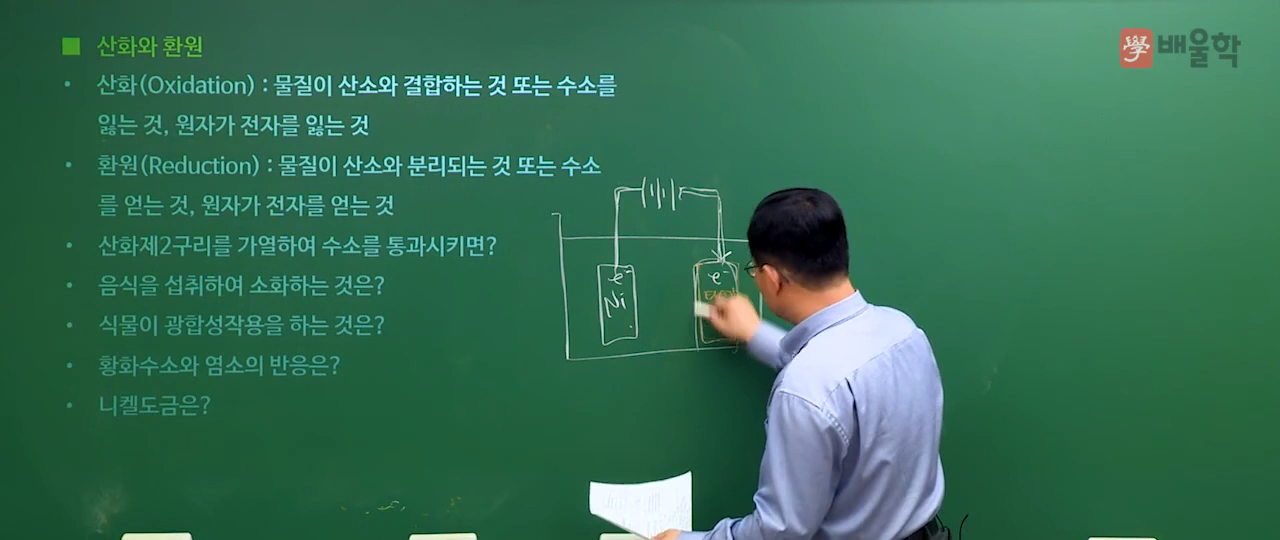 산화와 환원
산화(Oxidation) : 물질이 산소와 결합하는 것 또는 수소를
잃는 것, 원자가 전자를 잃는 것
환원(Reduction) : 물질이 산소와 분리되는 것 또는 수소
를 얻는 것, 원자가 전자를 얻는 것
산화제2구리를 가열하여 수소를 통과시키면?
음식을 섭취하여 소화하는 것은?
식물이 광합성작용을 하는 것은?
황화수소와 염소의 반응은?
니켈도금은?
學 배울학
e⁻
Ni
e⁻